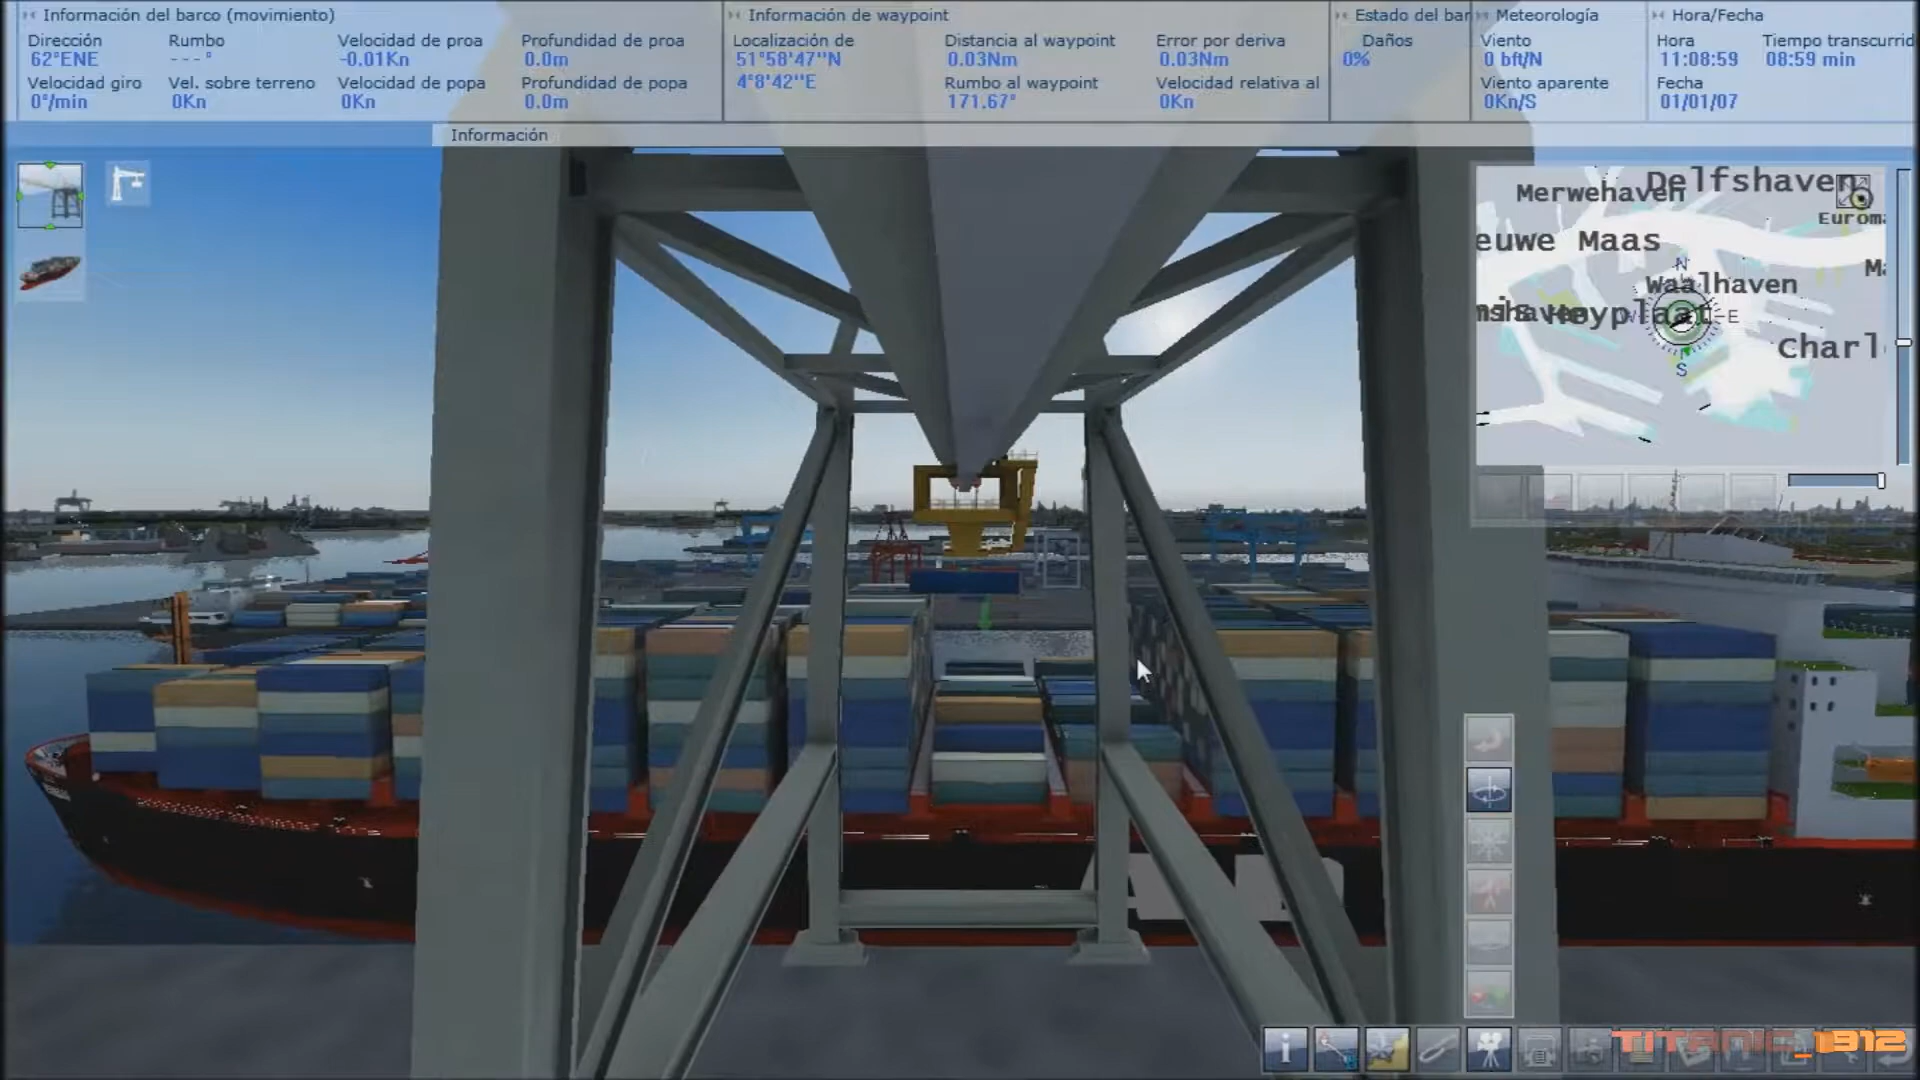 Información del barco (movimiento)
Dirección
62°ENE
Rumbo
---°
Velocidad de proa
-0.01Kn
Profundidad de proa
0.0m
Velocidad giro
0°/min
Vel. sobre terreno
0Kn
Velocidad de popa
0Kn
Profundidad de popa
0.0m
Información de waypoint
Localización de
51°58'47''N
4°8'42''E
Distancia al waypoint
0.03Nm
Rumbo al waypoint
171.67°
Error por deriva
0.03Nm
Velocidad relativa al
0Kn
Estado del bar
Daños
0%
Meteorología
Viento
0 bft/N
Viento aparente
0Kn/S
Hora/Fecha
Hora
11:08:59
Tiempo transcurrid
08:59 min
Fecha
01/01/07
Información
Delfshaven
Merwehaven
Euroma
euwe Maas
N
Waalhaven
Heyplaat
E
Charl
S
TITANIC_1912